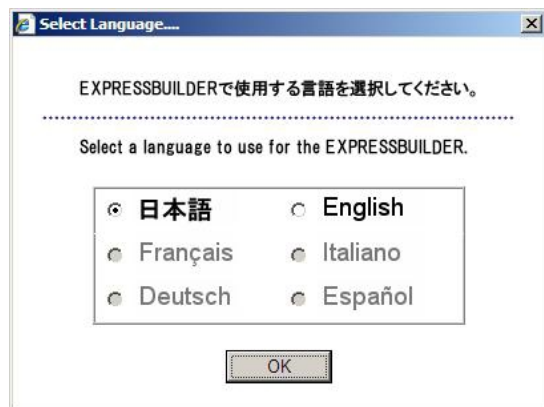 Select Language....
EXPRESSBUILDERで使用する言語を選択してください。
Select a language to use for the EXPRESSBUILDER.
日本語 English
Français Italiano
Deutsch Español
OK